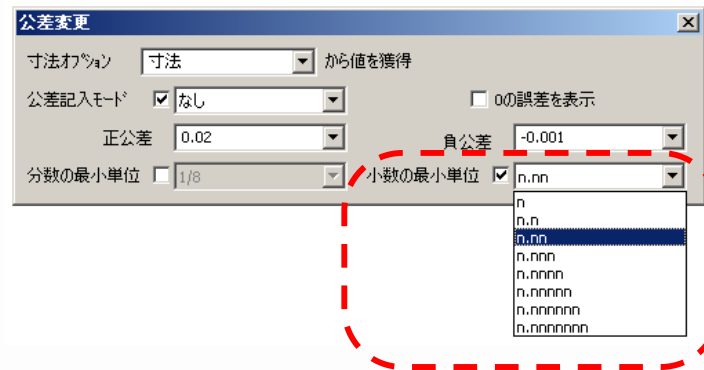 公差変更
寸法ｵﾌﾟｼｮﾝ 寸法 から値を獲得
公差記入ﾓｰﾄﾞ なし 0の誤差を表示
正公差 0.02 負公差 -0.001
分数の最小単位 1/8 小数の最小単位 n.nn
n
n.n
n.nn
n.nnn
n.nnnn
n.nnnnn
n.nnnnnn
n.nnnnnnn